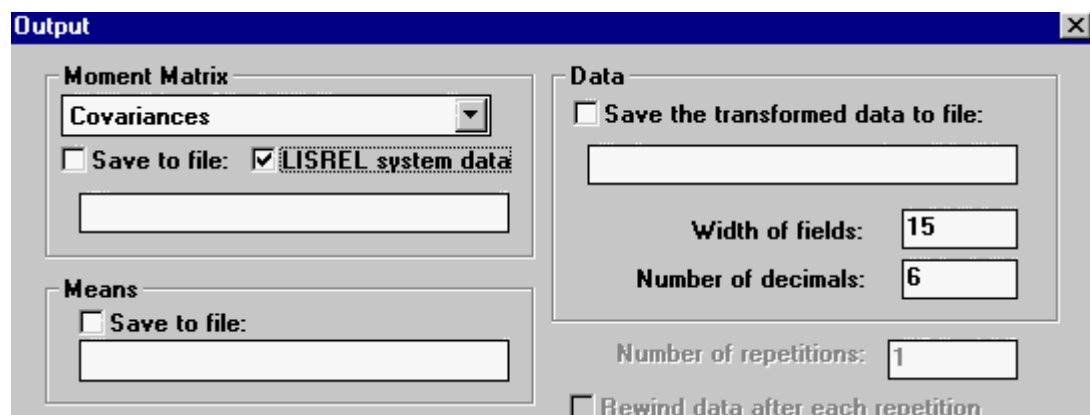 Output
Moment Matrix
Covariances
Save to file: LISREL system data
Means
Save to file:
Data
Save the transformed data to file:
Width of fields: 15
Number of decimals: 6
Number of repetitions: 1
Rewind data after each repetition